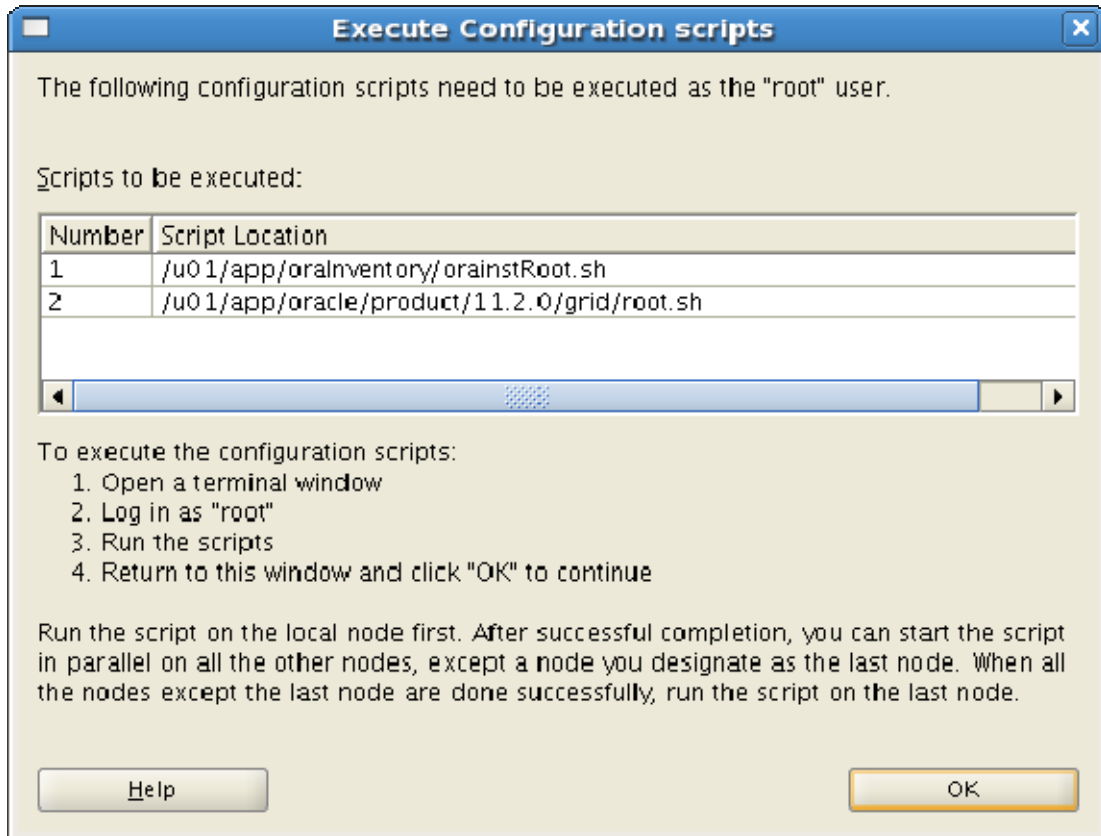 Execute Configuration scripts
The following configuration scripts need to be executed as the "root" user.
Scripts to be executed:
Number Script Location
1 /u01/app/oraInventory/orainstRoot.sh
2 /u01/app/oracle/product/11.2.0/grid/root.sh
To execute the configuration scripts:
1. Open a terminal window
2. Log in as "root"
3. Run the scripts
4. Return to this window and click "OK" to continue
Run the script on the local node first. After successful completion, you can start the script
in parallel on all the other nodes, except a node you designate as the last node. When all
the nodes except the last node are done successfully, run the script on the last node.
Help OK